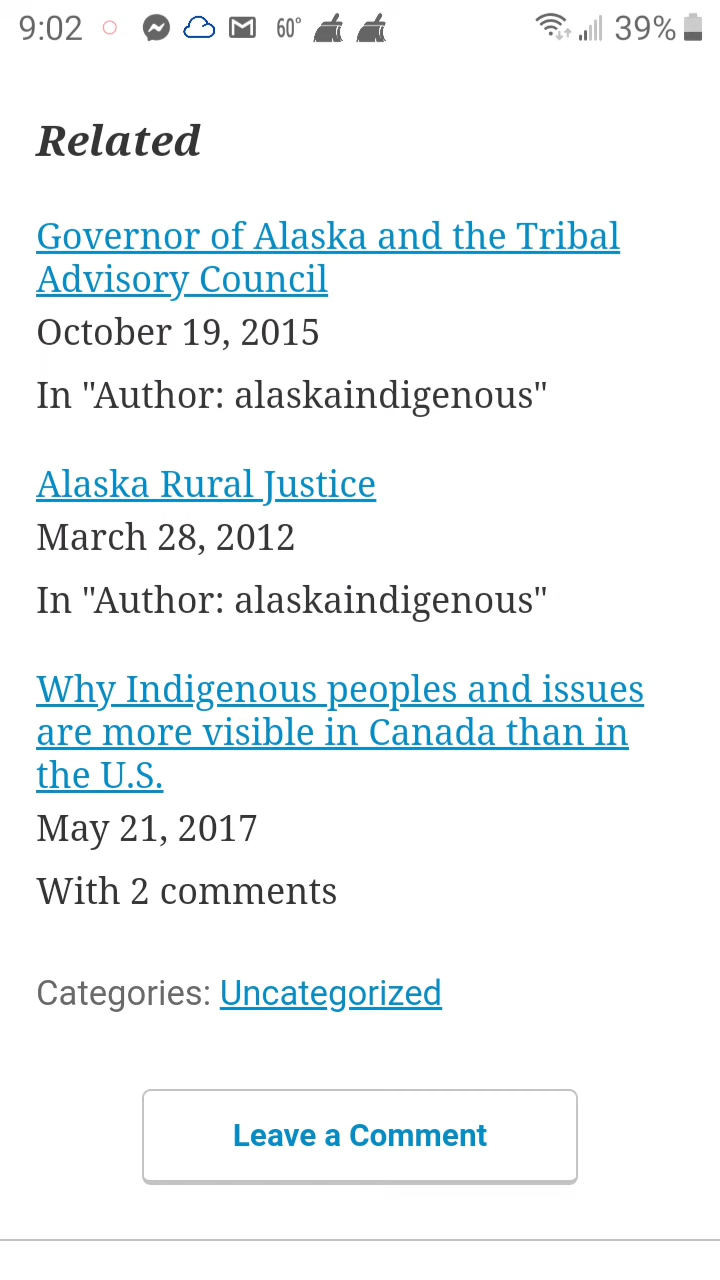 9:02 60° 39%
Related
Governor of Alaska and the Tribal
Advisory Council
October 19, 2015
In "Author: alaskaindigenous"
Alaska Rural Justice
March 28, 2012
In "Author: alaskaindigenous"
Why Indigenous peoples and issues
are more visible in Canada than in
the U.S.
May 21, 2017
With 2 comments
Categories: Uncategorized
Leave a Comment